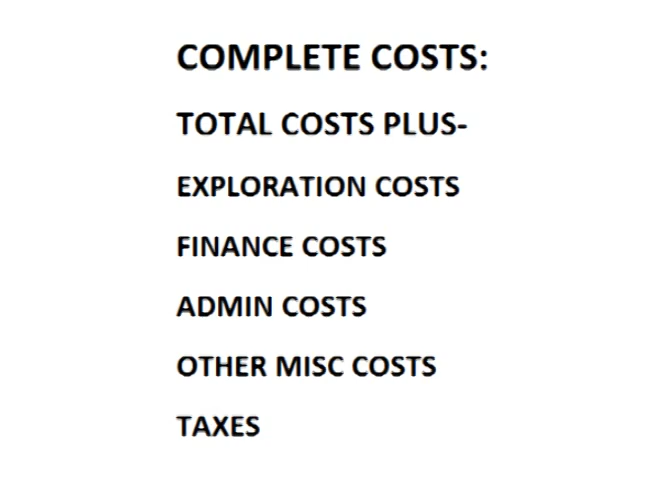 COMPLETE COSTS:
TOTAL COSTS PLUS-
EXPLORATION COSTS
FINANCE COSTS
ADMIN COSTS
OTHER MISC COSTS
TAXES